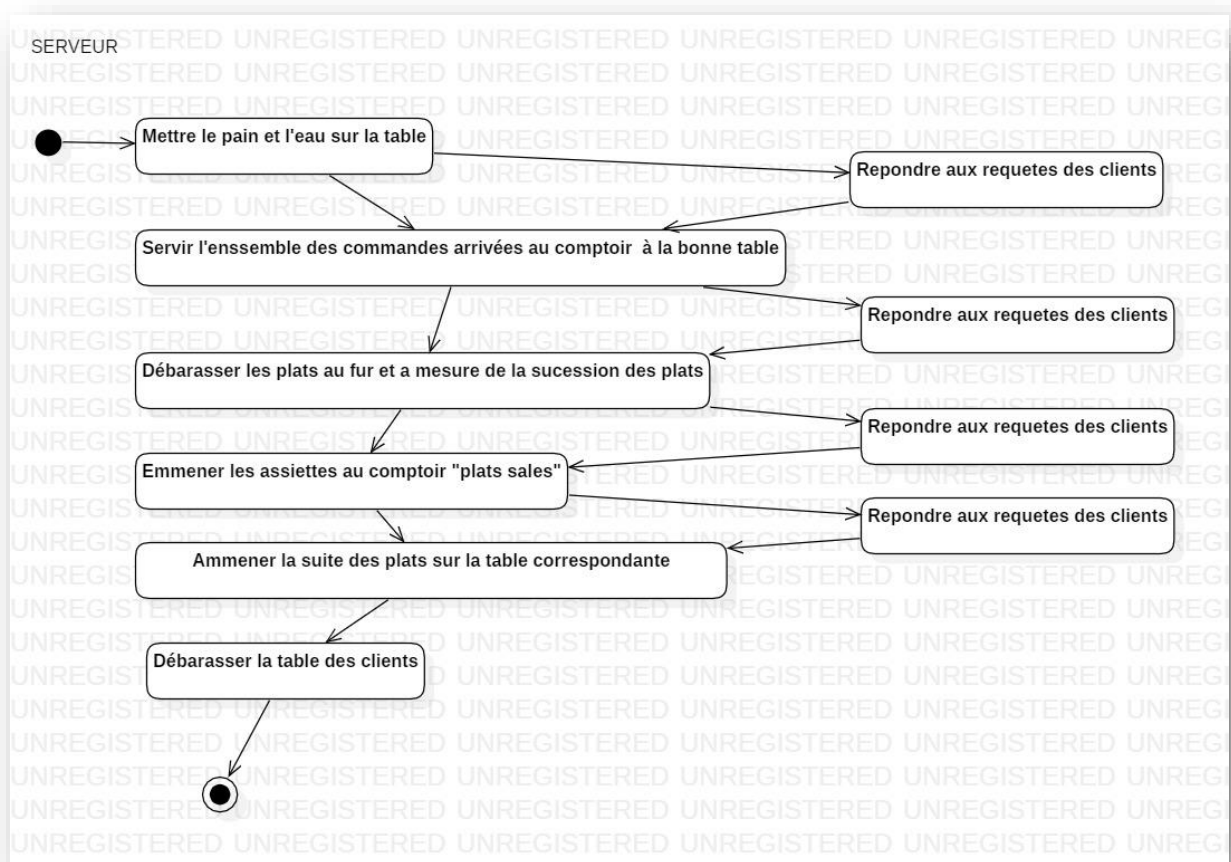 SERVEUR
Mettre le pain et l'eau sur la table
Repondre aux requetes des clients
Servir l'enssemble des commandes arrivées au comptoir  à la bonne table
Repondre aux requetes des clients
Débarasser les plats au fur et a mesure de la sucession des plats
Repondre aux requetes des clients
Emmener les assiettes au comptoir "plats sales"
Repondre aux requetes des clients
Ammener la suite des plats sur la table correspondante
Débarasser la table des clients